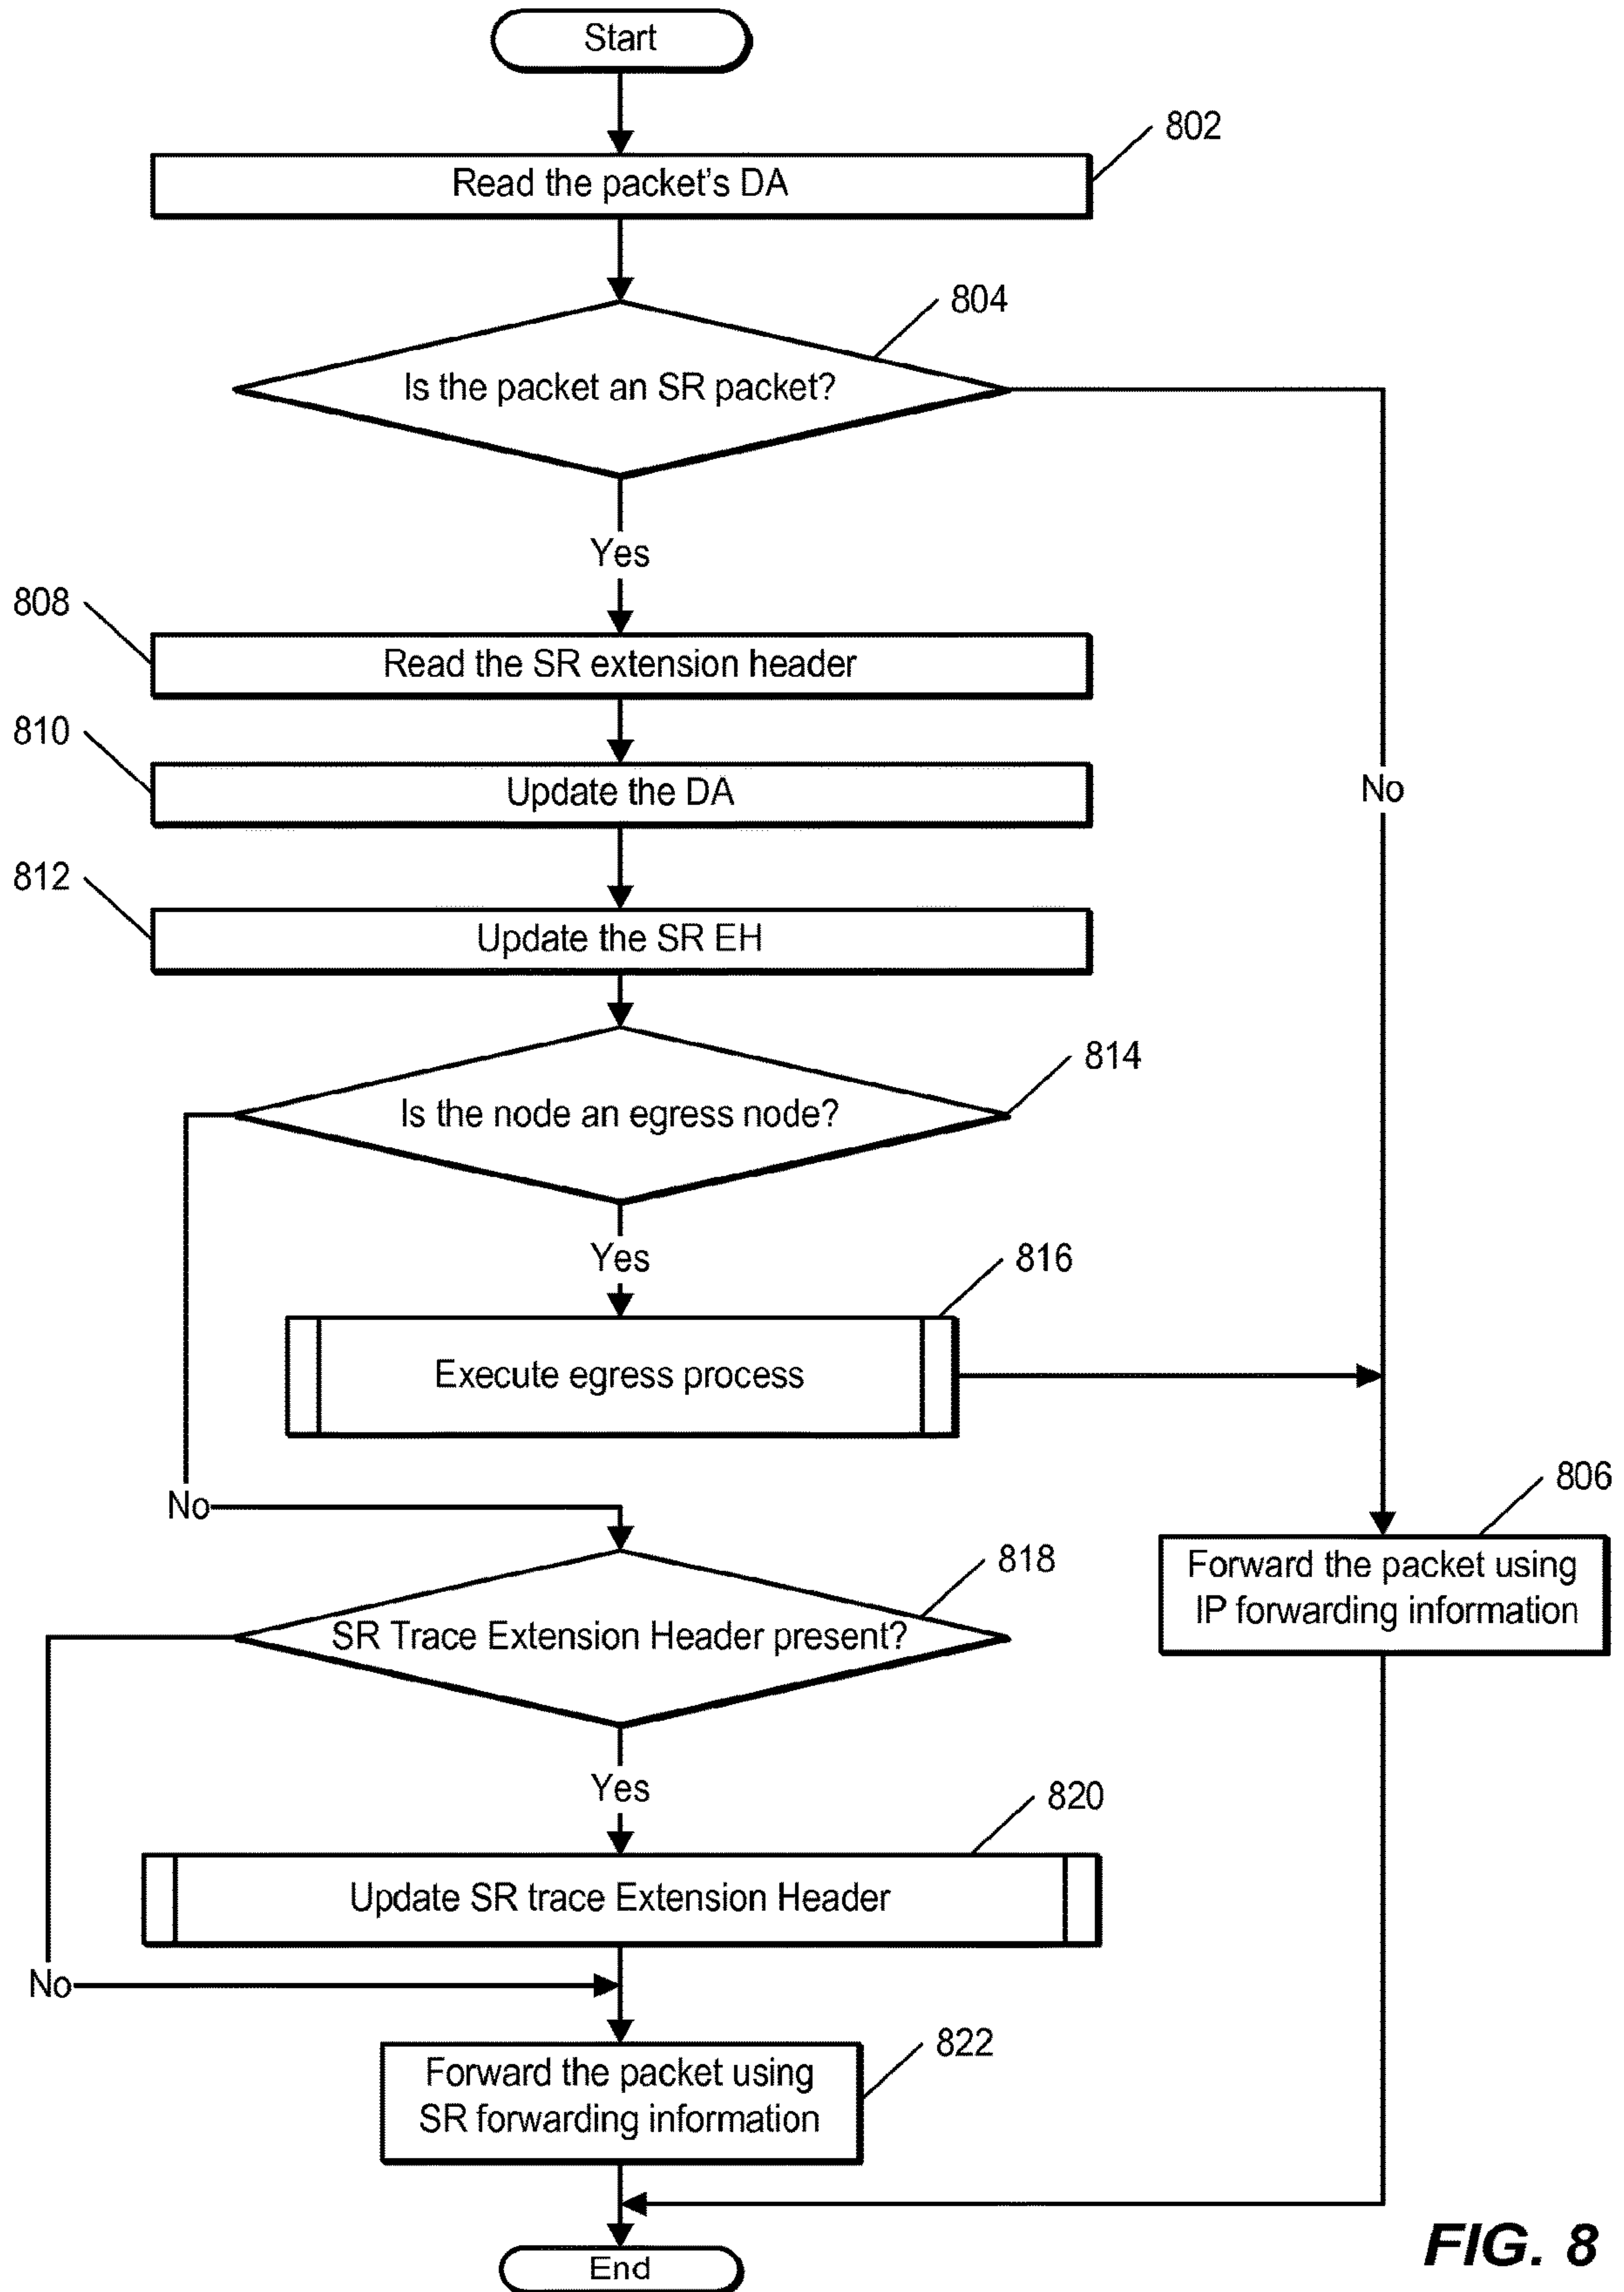 Start
802
Read the packet's DA
804
Is the packet an SR packet?
Yes
808
Read the SR extension header
810
Update the DA
No
812
Update the SR EH
814
Is the node an egress node?
Yes
816
Execute egress process
No
806
Forward the packet using
IP forwarding information
818
SR Trace Extension Header present?
Yes
820
Update SR trace Extension Header
No
822
Forward the packet using
SR forwarding information
End
FIG. 8